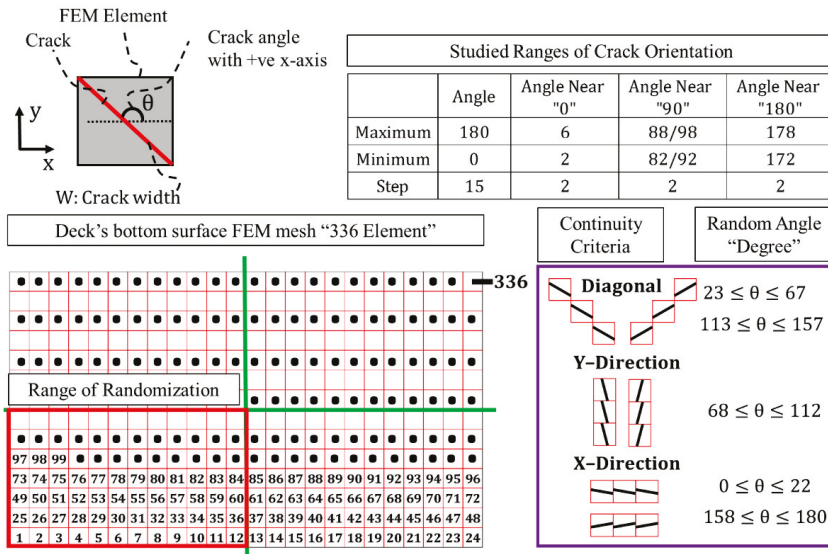 FEM Element
Crack
Crack angle
with +ve x-axis
θ
y
x
W: Crack width
Studied Ranges of Crack Orientation
Angle Angle Near "0" Angle Near "90" Angle Near "180"
Maximum 180 6 88/98 178
Minimum 0 2 82/92 172
Step 15 2 2 2
Deck's bottom surface FEM mesh “336 Element”
336
Range of Randomization
97 98 99
73 74 75 76 77 78 79 80 81 82 83 84 85 86 87 88 89 90 91 92 93 94 95 96
49 50 51 52 53 54 55 56 57 58 59 60 61 62 63 64 65 66 67 68 69 70 71 72
25 26 27 28 29 30 31 32 33 34 35 36 37 38 39 40 41 42 43 44 45 46 47 48
1 2 3 4 5 6 7 8 9 10 11 12 13 14 15 16 17 18 19 20 21 22 23 24
Continuity
Criteria
Random Angle
“Degree”
Diagonal
23 ≤ θ ≤ 67
113 ≤ θ ≤ 157
Y–Direction
68 ≤ θ ≤ 112
X–Direction
0 ≤ θ ≤ 22
158 ≤ θ ≤ 180